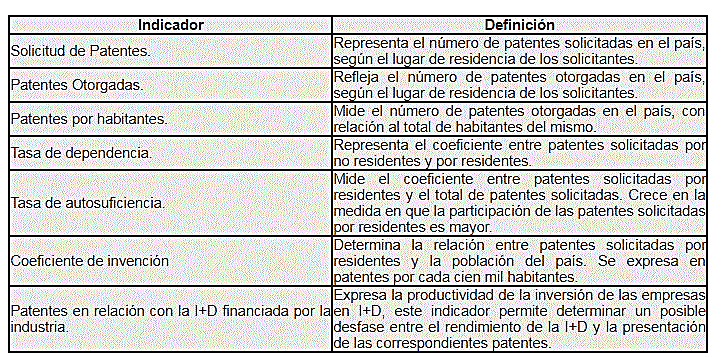 Indicador
Definición
Solicitud de Patentes.
Representa el número de patentes solicitadas en el país,
según el lugar de residencia de los solicitantes.
Patentes Otorgadas.
Refleja el número de patentes otorgadas en el país,
según el lugar de residencia de los solicitantes.
Patentes por habitantes.
Mide el número de patentes otorgadas en el país, con
relación al total de habitantes del mismo.
Tasa de dependencia.
Representa el coeficiente entre patentes solicitadas por
no residentes y por residentes.
Tasa de autosuficiencia.
Mide el coeficiente entre patentes solicitadas por
residentes y el total de patentes solicitadas. Crece en la
medida en que la participación de las patentes solicitadas
por residentes es mayor.
Coeficiente de invención
Determina la relación entre patentes solicitadas por
residentes y la población del país. Se expresa en
patentes por cada cien mil habitantes.
Patentes en relación con la I+D financiada por la
industria.
Expresa la productividad de la inversión de las empresas
en I+D, este indicador permite determinar un posible
desfase entre el rendimiento de la I+D y la presentación
de las correspondientes patentes.